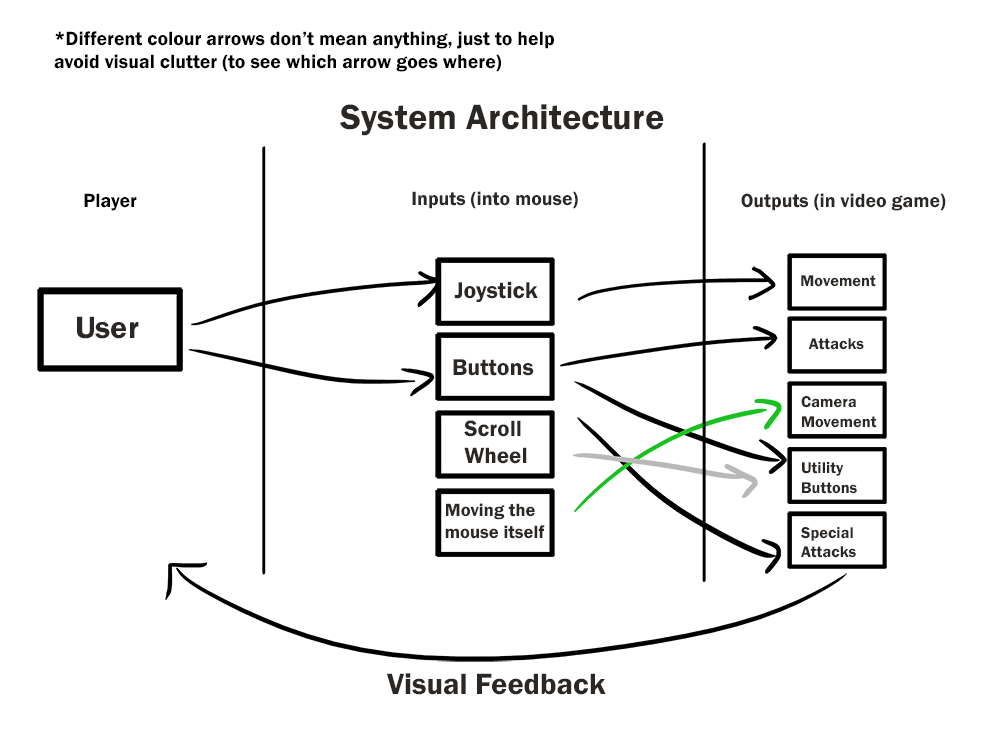 *Different colour arrows don't mean anything, just to help
avoid visual clutter (to see which arrow goes where)
System Architecture
Player
Inputs (into mouse)
Outputs (in video game)
User
Joystick
Buttons
Scroll
Wheel
Moving the
mouse itself
Movement
Attacks
Camera
Movement
Utility
Buttons
Special
Attacks
Visual Feedback